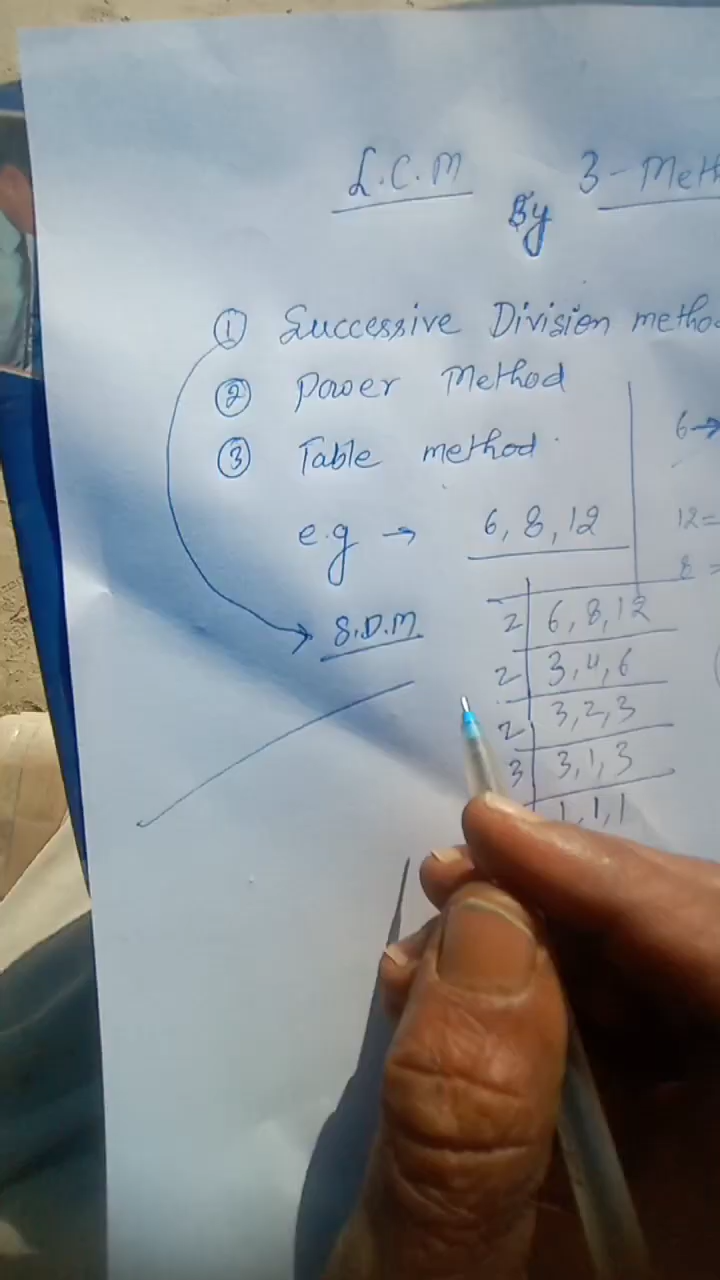 L.C.M By 3-Meth
① Successive Division metho
② Power Method
③ Table method
e.g → 6, 8, 12
6→
12=
8 =
S.D.M
2 | 6, 8, 12
2 | 3, 4, 6
2 | 3, 2, 3
3 | 3, 1, 3
1, 1, 1